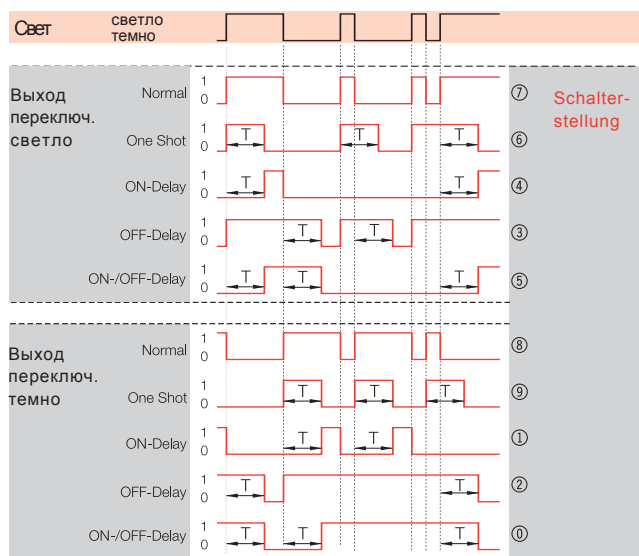 Свет светло
темно
Выход
переключ.
светло
Normal 1 0 ⑦
One Shot 1 0 T T T ⑥
ON-Delay 1 0 T T ④
OFF-Delay 1 0 T T ③
ON-/OFF-Delay 1 0 T T T ⑤
Schalter-
stellung
Выход
переключ.
темно
Normal 1 0 ⑧
One Shot 1 0 T T T ⑨
ON-Delay 1 0 T T ①
OFF-Delay 1 0 T T ②
ON-/OFF-Delay 1 0 T T T ⓪